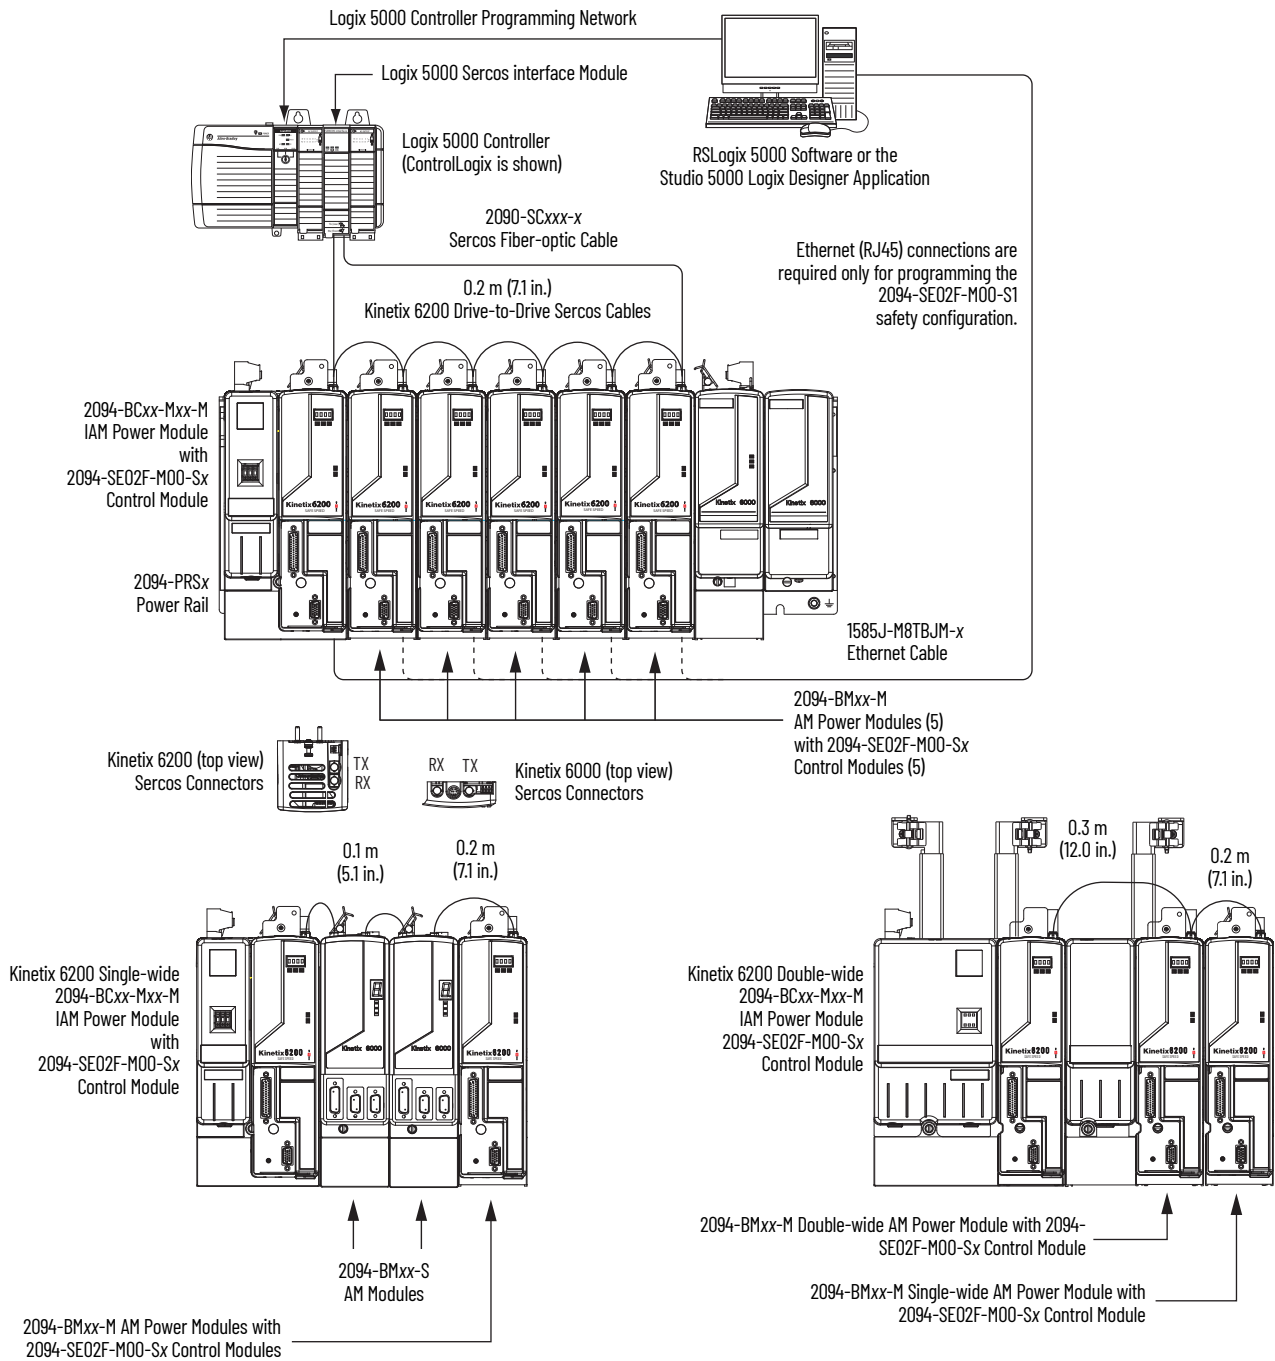 Logix 5000 Controller Programming Network
Logix 5000 Sercos interface Module
Logix 5000 Controller
(ControlLogix is shown)
RSLogix 5000 Software or the
Studio 5000 Logix Designer Application
2090-SCxxx-x
Sercos Fiber-optic Cable
Ethernet (RJ45) connections are
required only for programming the
2094-SE02F-M00-S1
safety configuration.
0.2 m (7.1 in.)
Kinetix 6200 Drive-to-Drive Sercos Cables
2094-BCxx-Mxx-M
IAM Power Module
with
2094-SE02F-M00-Sx
Control Module
Kinetix 6200
Kinetix 6200
Kinetix 6200
Kinetix 6200
Kinetix 6200
Kinetix 6200
Kinetix 6000
Kinetix 6000
2094-PRSx
Power Rail
1585J-M8TBJM-x
Ethernet Cable
2094-BMxx-M
AM Power Modules (5)
with 2094-SE02F-M00-Sx
Control Modules (5)
Kinetix 6200 (top view)
Sercos Connectors
TX
RX
RX TX
Kinetix 6000 (top view)
Sercos Connectors
0.1 m
(5.1 in.)
0.2 m
(7.1 in.)
0.3 m
(12.0 in.)
0.2 m
(7.1 in.)
Kinetix 6200 Single-wide
2094-BCxx-Mxx-M
IAM Power Module
with
2094-SE02F-M00-Sx
Control Module
Kinetix 6200
Kinetix 6000
Kinetix 6000
Kinetix 6200
Kinetix 6200 Double-wide
2094-BCxx-Mxx-M
IAM Power Module
2094-SE02F-M00-Sx
Control Module
Kinetix 6200
Kinetix 6200
Kinetix 6200
2094-BMxx-S
AM Modules
2094-BMxx-M AM Power Modules with
2094-SE02F-M00-Sx Control Modules
2094-BMxx-M Double-wide AM Power Module with 2094-
SE02F-M00-Sx Control Module
2094-BMxx-M Single-wide AM Power Module with
2094-SE02F-M00-Sx Control Module